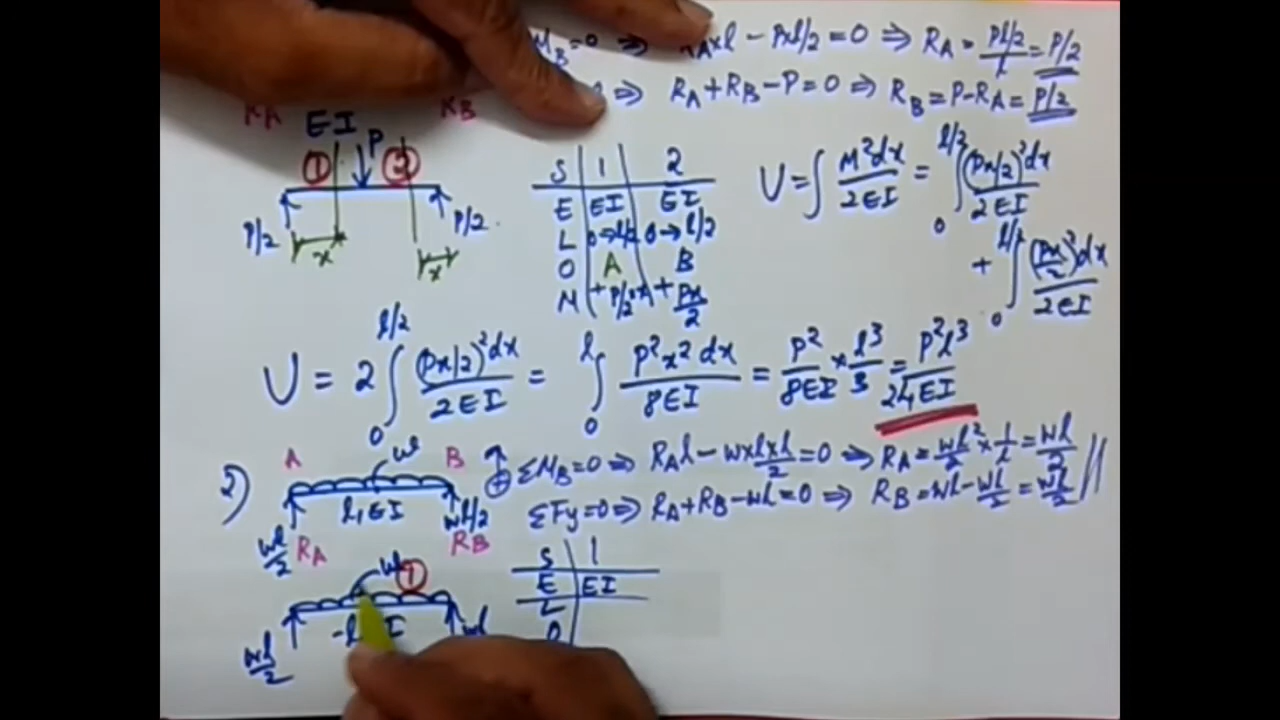 M_B=0 ⇒ R_A×l − P×l/2 = 0 ⇒ R_A = (Pl/2)/l = P/2
⇒ R_A + R_B − P = 0 ⇒ R_B = P − R_A = P/2
R_A R_B
EI P
① ②
P/2 P/2
x x
S 1 2
E EI EI
L 0→l/2 0→l/2
O A B
M +P/2·x +Px/2
U = ∫ M²dx/2EI = ∫₀^{l/2} (Px/2)²dx/2EI
+ ∫₀^{l/2} (Px/2)²dx/2EI
U = 2 ∫₀^{l/2} (Px/2)²dx/2EI = ∫₀^l P²x²dx/8EI = P²/8EI × l³/3 = P²l³/24EI
2) A w B
l, EI
wl/2 R_A wl/2 R_B
↑⊕ ΣM_B=0 ⇒ R_A l − w×l×l/2 = 0 ⇒ R_A = wl²/2 × 1/l = wl/2
ΣFy=0 ⇒ R_A + R_B − wl = 0 ⇒ R_B = wl − wl/2 = wl/2 //
w ①
wl/2 wl
S 1
E EI
L
O